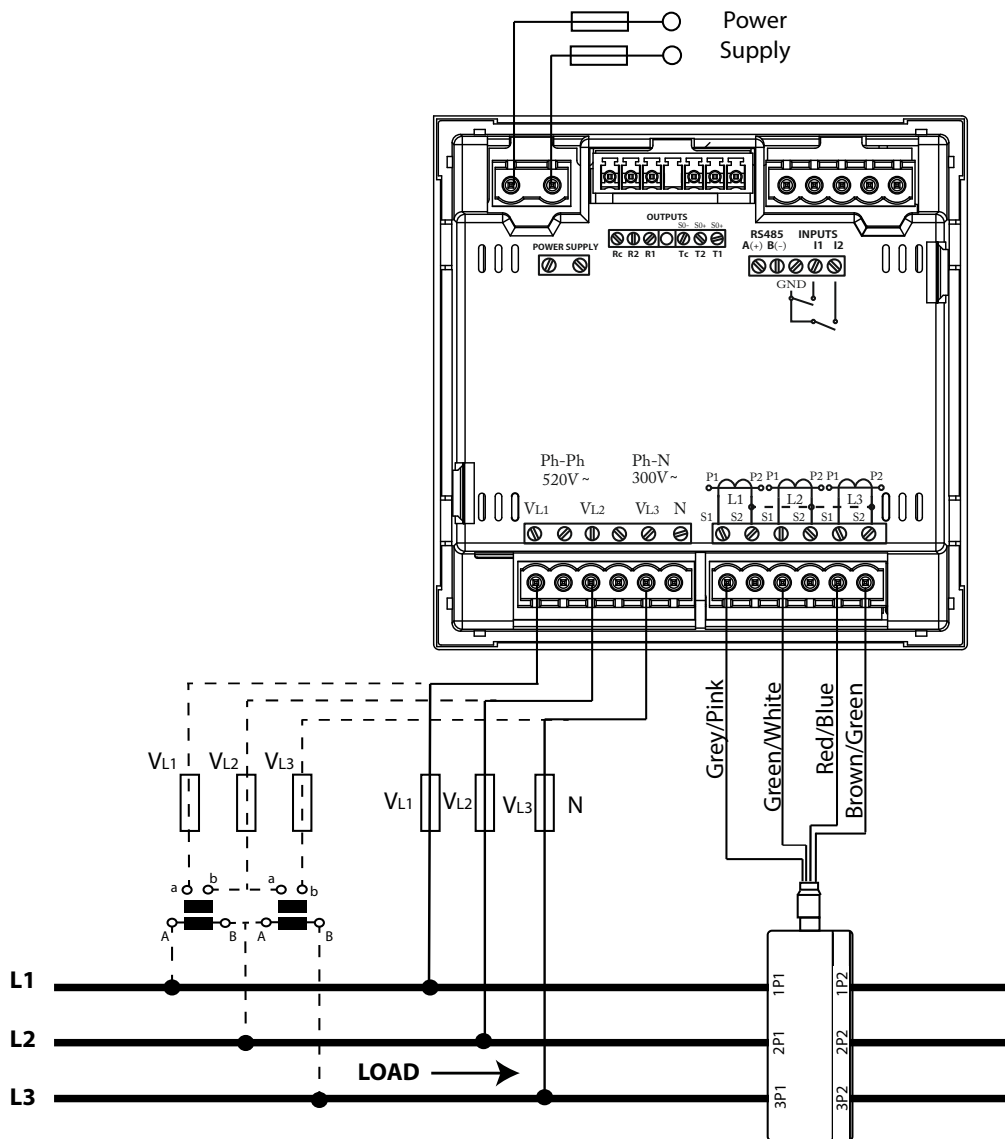 Power
Supply
OUTPUTS
S0- S0+ S0+
Rc R2 R1 Tc T2 T1
POWER SUPPLY
RS485 INPUTS
A(+) B(-) I1 I2
GND
Ph-Ph
520V ~
Ph-N
300V ~
VL1 VL2 VL3 N
P1 P2 P1 P2 P1 P2
L1 L2 L3
S1 S2 S1 S2 S1 S2
Grey/Pink
Green/White
Red/Blue
Brown/Green
VL1 VL2 VL3
VL1 VL2 VL3 N
a b a b
A B A B
L1
1P1 1P2
L2
2P1 2P2
LOAD
L3
3P1 3P2